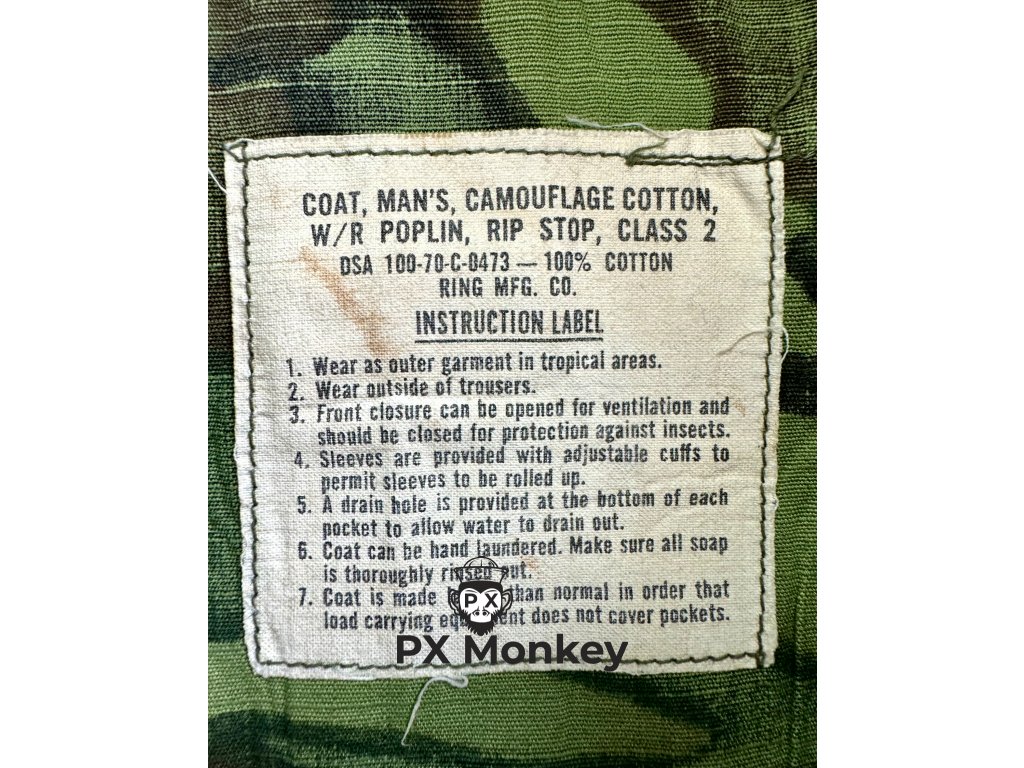 COAT, MAN'S, CAMOUFLAGE COTTON,
W/R POPLIN, RIP STOP, CLASS 2
DSA 100-70-C-0473 — 100% COTTON
RING MFG. CO.
INSTRUCTION LABEL
1. Wear as outer garment in tropical areas.
2. Wear outside of trousers.
3. Front closure can be opened for ventilation and
should be closed for protection against insects.
4. Sleeves are provided with adjustable cuffs to
permit sleeves to be rolled up.
5. A drain hole is provided at the bottom of each
pocket to allow water to drain out.
6. Coat can be hand laundered. Make sure all soap
is thoroughly rinsed out.
7. Coat is made than normal in order that
load carrying equipment does not cover pockets.
PX
PX Monkey